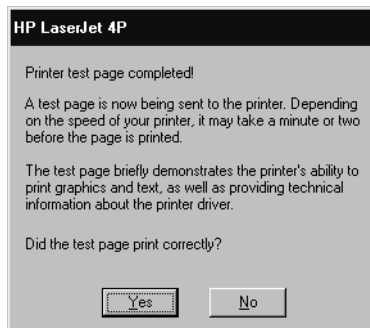 HP LaserJet 4P
Printer test page completed!
A test page is now being sent to the printer. Depending
on the speed of your printer, it may take a minute or two
before the page is printed.
The test page briefly demonstrates the printer's ability to
print graphics and text, as well as providing technical
information about the printer driver.
Did the test page print correctly?
Yes No